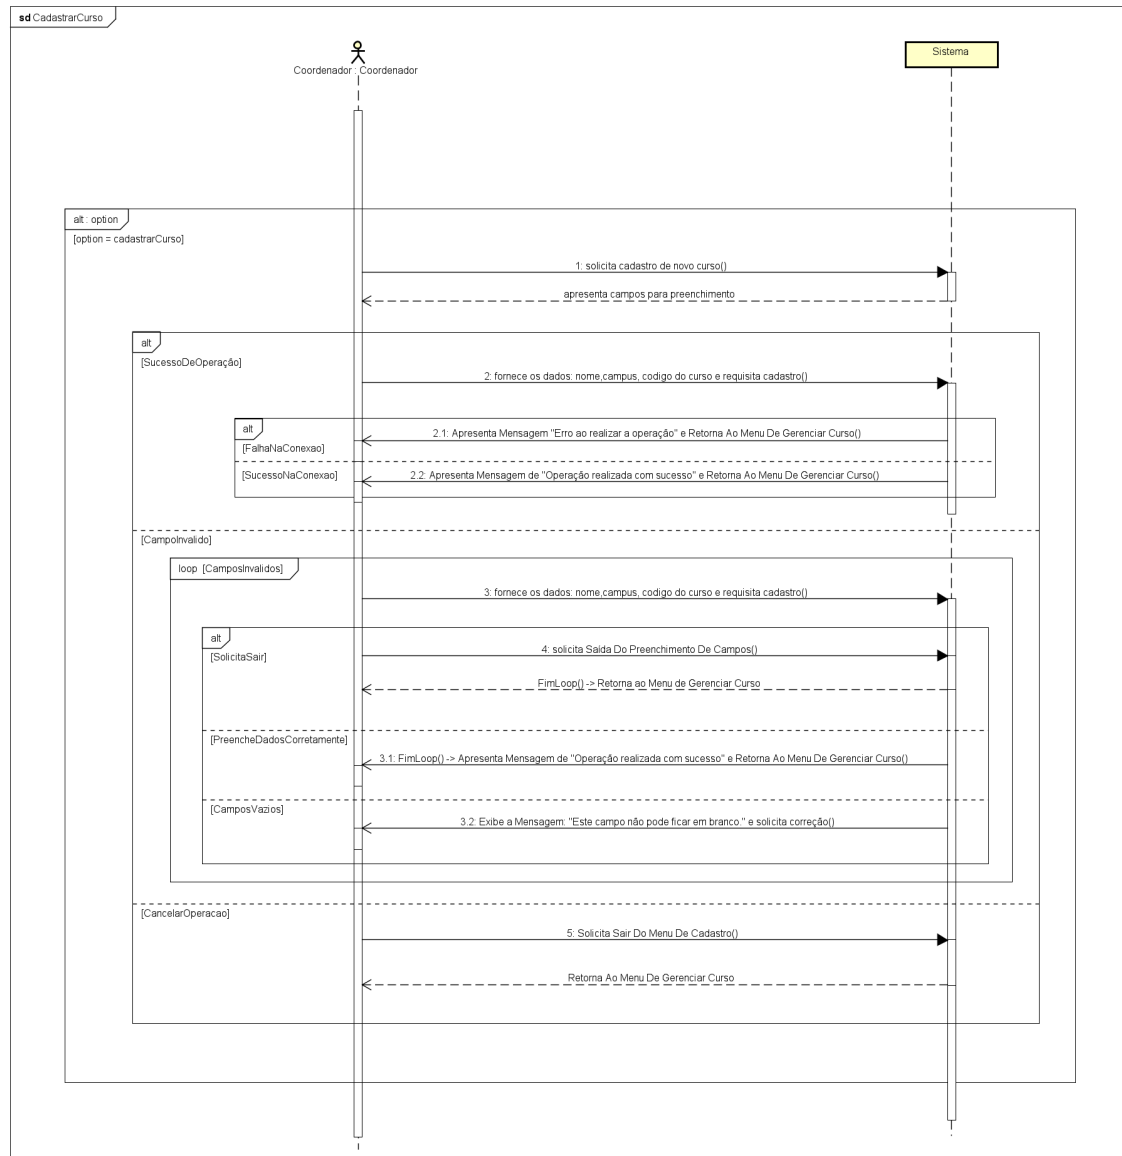 sd CadastrarCurso
Coordenador : Coordenador
Sistema
alt : option
[option = cadastrarCurso]
1: solicita cadastro de novo curso()
apresenta campos para preenchimento
alt
[SucessoDeOperação]
2: fornece os dados: nome,campus, codigo do curso e requisita cadastro()
alt
2.1: Apresenta Mensagem "Erro ao realizar a operação" e Retorna Ao Menu De Gerenciar Curso()
[FalhaNaConexao]
[SucessoNaConexao]
2.2: Apresenta Mensagem de "Operação realizada com sucesso" e Retorna Ao Menu De Gerenciar Curso()
[CampoInvalido]
loop [CamposInvalidos]
3: fornece os dados: nome,campus, codigo do curso e requisita cadastro()
alt
4: solicita Saída Do Preenchimento De Campos()
[SolicitaSair]
FimLoop() -> Retorna ao Menu de Gerenciar Curso
[PreencheDadosCorretamente]
3.1: FimLoop() -> Apresenta Mensagem de "Operação realizada com sucesso" e Retorna Ao Menu De Gerenciar Curso()
[CamposVazios]
3.2: Exibe a Mensagem: "Este campo não pode ficar em branco." e solicita correção()
[CancelarOperacao]
5: Solicita Sair Do Menu De Cadastro()
Retorna Ao Menu De Gerenciar Curso